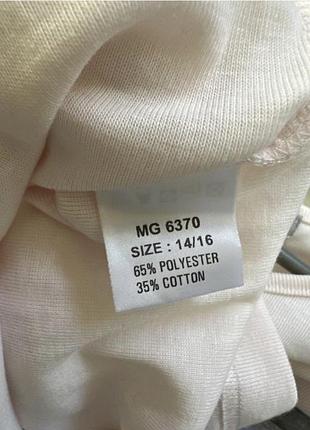 MG 6370
SIZE : 14/16
65% POLYESTER
35% COTTON